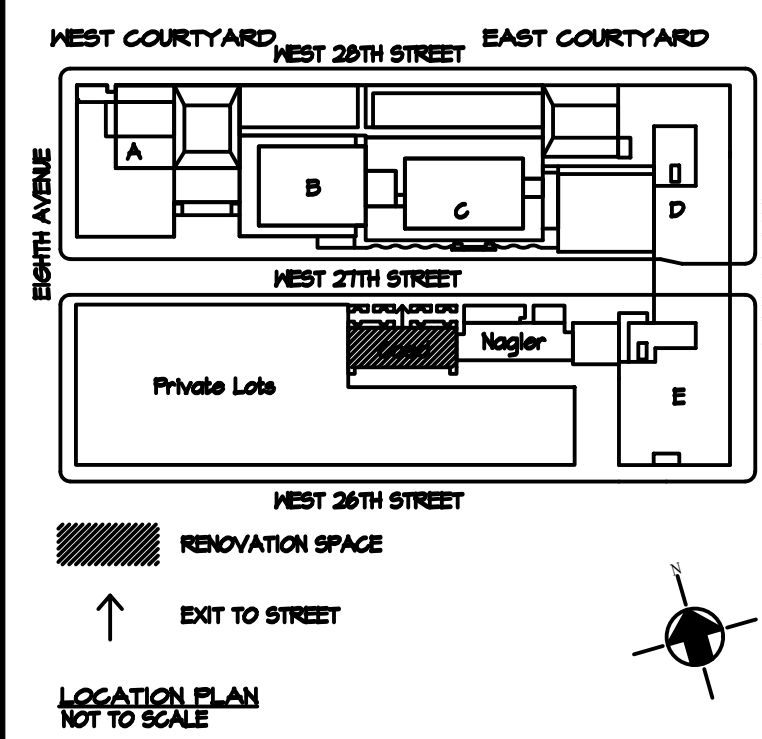 WEST COURTYARD
EAST COURTYARD
WEST 28TH STREET
EIGHTH AVENUE
A
B
C
D
WEST 27TH STREET
Coed
Nagler
Private Lots
E
WEST 26TH STREET
RENOVATION SPACE
EXIT TO STREET
N
LOCATION PLAN
NOT TO SCALE